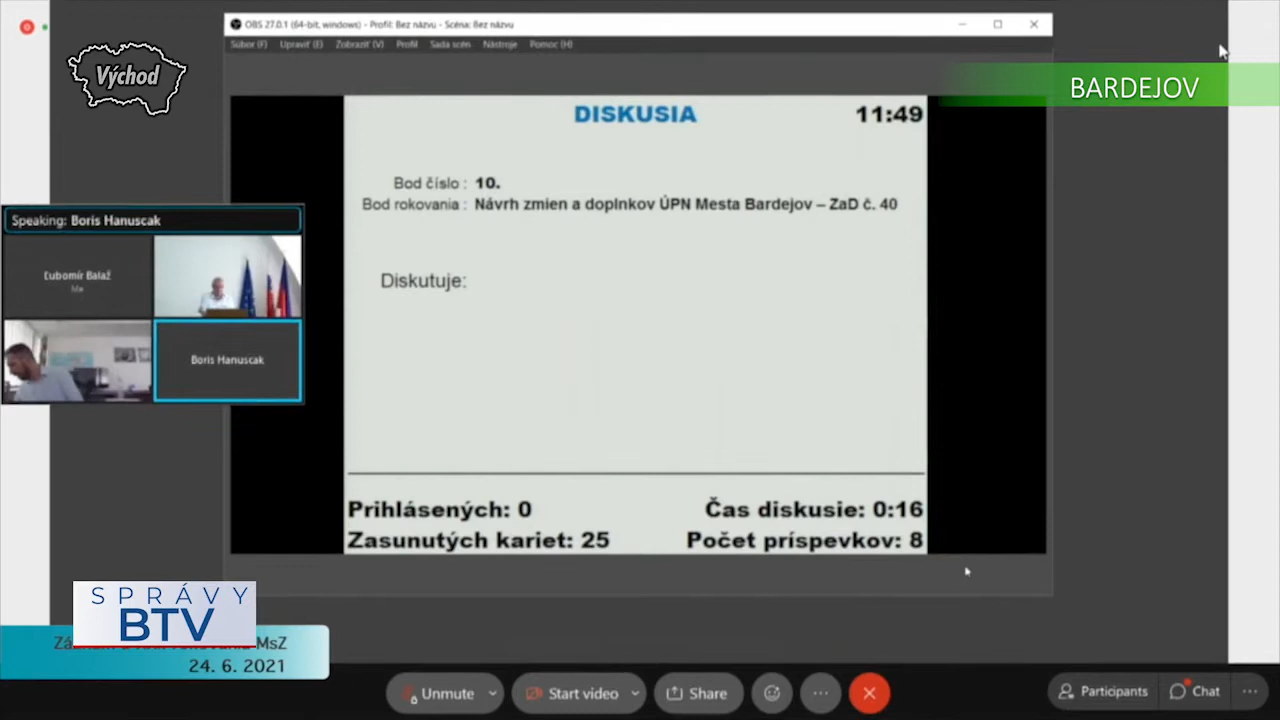 OBS 27.0.1 (64-bit, windows) - Profil: Bez názvu - Scéna: Bez názvu
Súbor (F) Upraviť (E) Zobraziť (V) Profil Sada scén Nástroje Pomoc (H)
Východ
BARDEJOV
DISKUSIA
11:49
Bod číslo : 10.
Bod rokovania : Návrh zmien a doplnkov ÚPN Mesta Bardejov – ZaD č. 40
Speaking: Boris Hanuscak
Ľubomír Balaž
Me
Boris Hanuscak
Diskutuje:
Prihlásených: 0
Čas diskusie: 0:16
Zasunutých kariet: 25
Počet príspevkov: 8
SPRÁVY
BTV
MsZ
24. 6. 2021
Unmute
Start video
Share
Participants
Chat